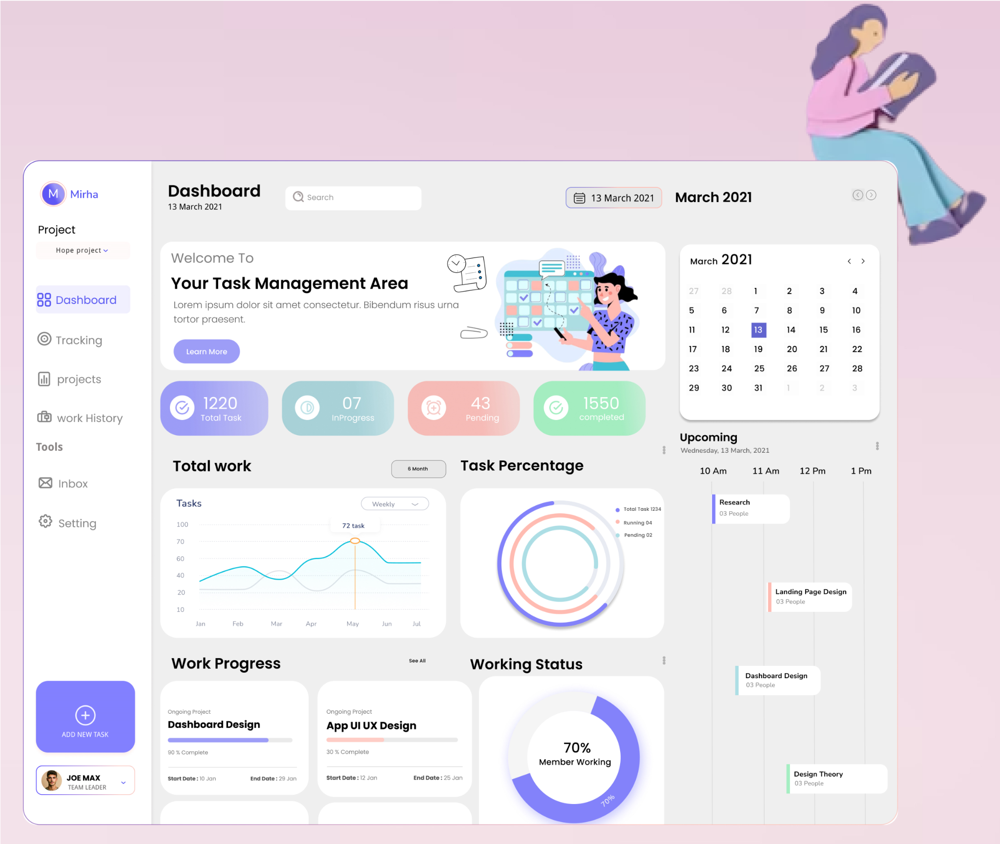 M Mirha
Project
Hope project
Dashboard
Tracking
projects
work History
Tools
Inbox
Setting
ADD NEW TASK
JOE MAX
TEAM LEADER
Dashboard
13 March 2021
Search
13 March 2021
March 2021
Welcome To
Your Task Management Area
Lorem ipsum dolor sit amet consectetur. Bibendum risus urna
tortor praesent.
Learn More
1220
Total Task
07
InProgress
43
Pending
1550
completed
Total work
6 Month
Tasks
Weekly
72 task
100
70
60
40
20
10
Jan Feb Mar Apr May Jun Jul
Task Percentage
Total Task 1234
Running 04
Pending 02
Work Progress
See All
Ongoing Project
Dashboard Design
90 % Complete
Start Date : 10 Jan End Date : 29 Jan
Ongoing Project
App UI UX Design
30 % Complete
Start Date : 12 Jan End Date : 25 Jan
Working Status
70%
Member Working
70%
March 2021
27 28 1 2 3 4
5 6 7 8 9 10
11 12 13 14 15 16
17 18 19 20 21 22
23 24 25 26 27 28
29 30 31 1 2 3
Upcoming
Wednesday, 13 March, 2021
10 Am 11 Am 12 Pm 1 Pm
Research
03 People
Landing Page Design
03 People
Dashboard Design
03 People
Design Theory
03 People